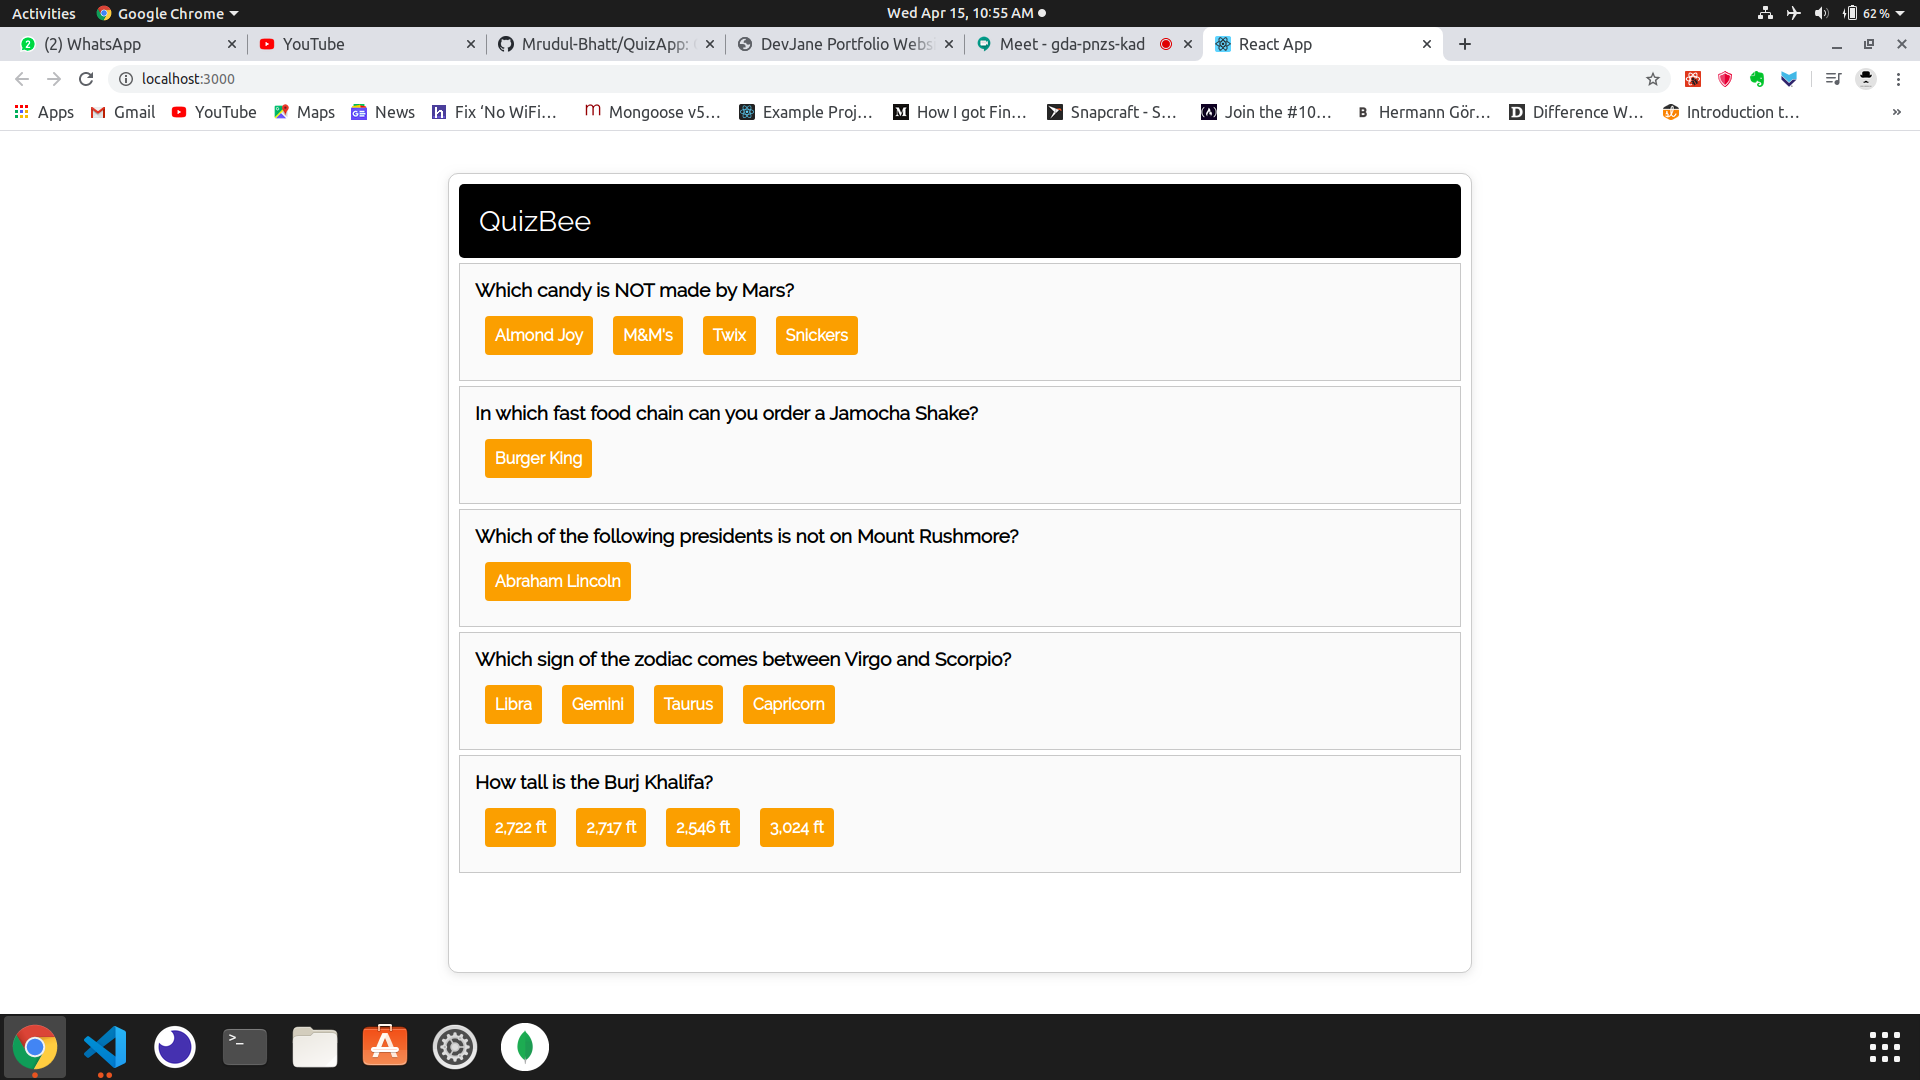 Activities Google Chrome Wed Apr 15, 10:55 AM 62 %
(2) WhatsApp YouTube Mrudul-Bhatt/QuizApp: DevJane Portfolio Webs Meet - gda-pnzs-kad React App
localhost:3000
Apps Gmail YouTube Maps News Fix ‘No WiFi… Mongoose v5… Example Proj… How I got Fin… Snapcraft - S… Join the #10… Hermann Gör… Difference W… Introduction t… »
QuizBee
Which candy is NOT made by Mars?
Almond Joy M&M's Twix Snickers
In which fast food chain can you order a Jamocha Shake?
Burger King
Which of the following presidents is not on Mount Rushmore?
Abraham Lincoln
Which sign of the zodiac comes between Virgo and Scorpio?
Libra Gemini Taurus Capricorn
How tall is the Burj Khalifa?
2,722 ft 2,717 ft 2,546 ft 3,024 ft